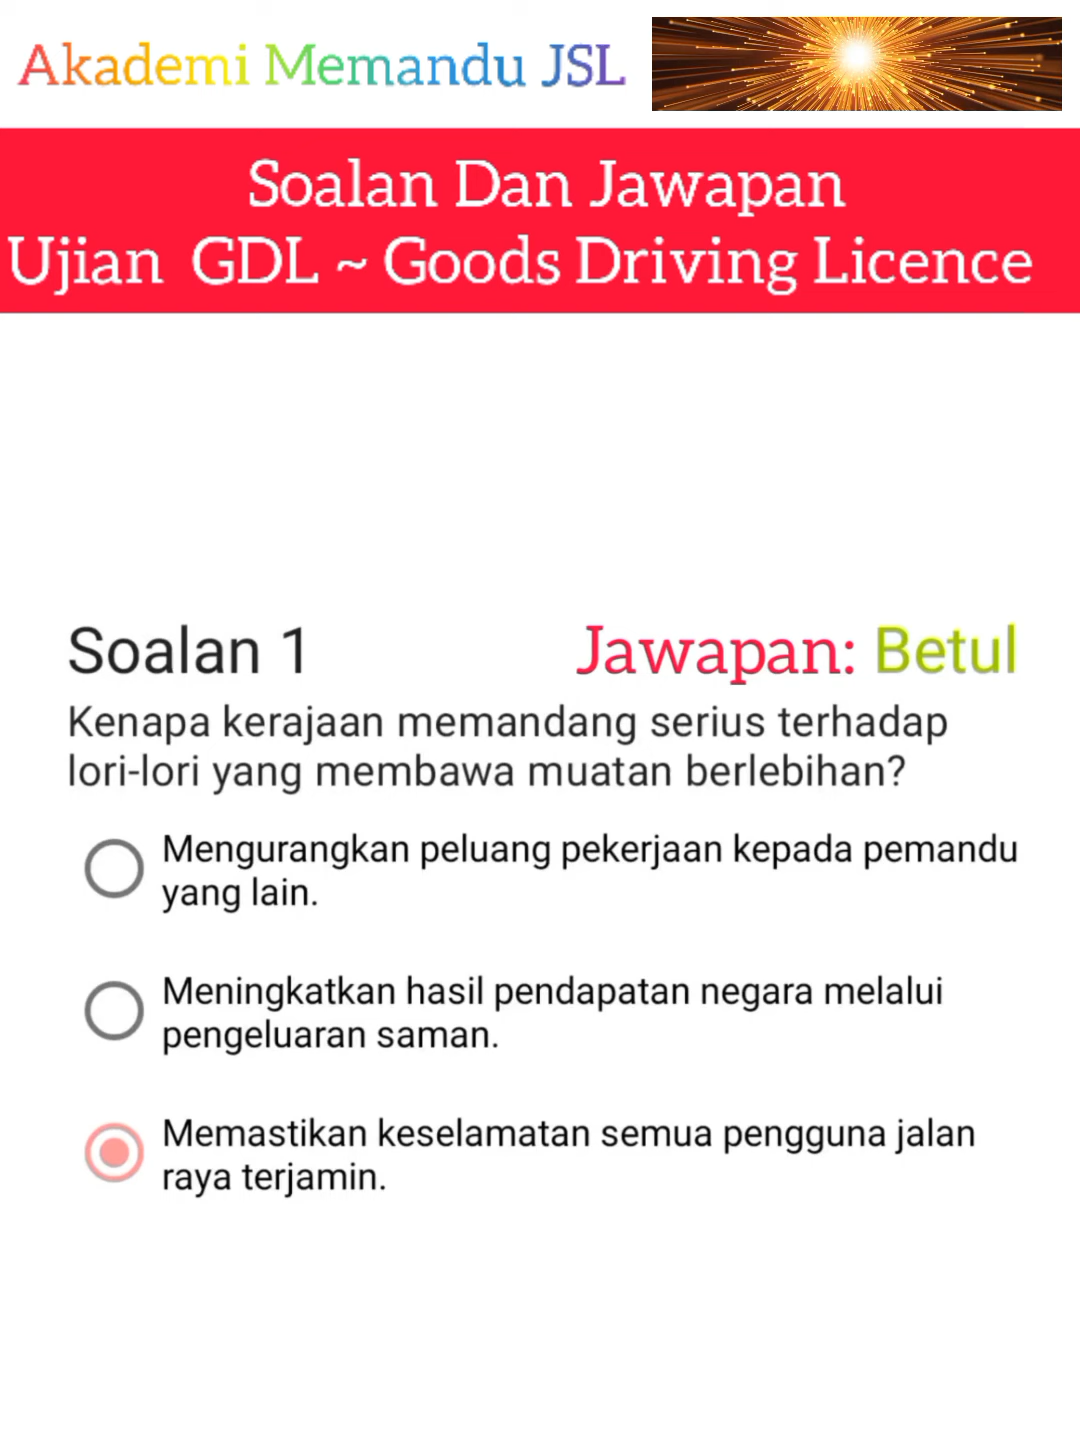 Akademi Memandu JSL
Soalan Dan Jawapan
Ujian GDL ~ Goods Driving Licence
Soalan 1
Jawapan: Betul
Kenapa kerajaan memandang serius terhadap
lori-lori yang membawa muatan berlebihan?
Mengurangkan peluang pekerjaan kepada pemandu
yang lain.
Meningkatkan hasil pendapatan negara melalui
pengeluaran saman.
Memastikan keselamatan semua pengguna jalan
raya terjamin.